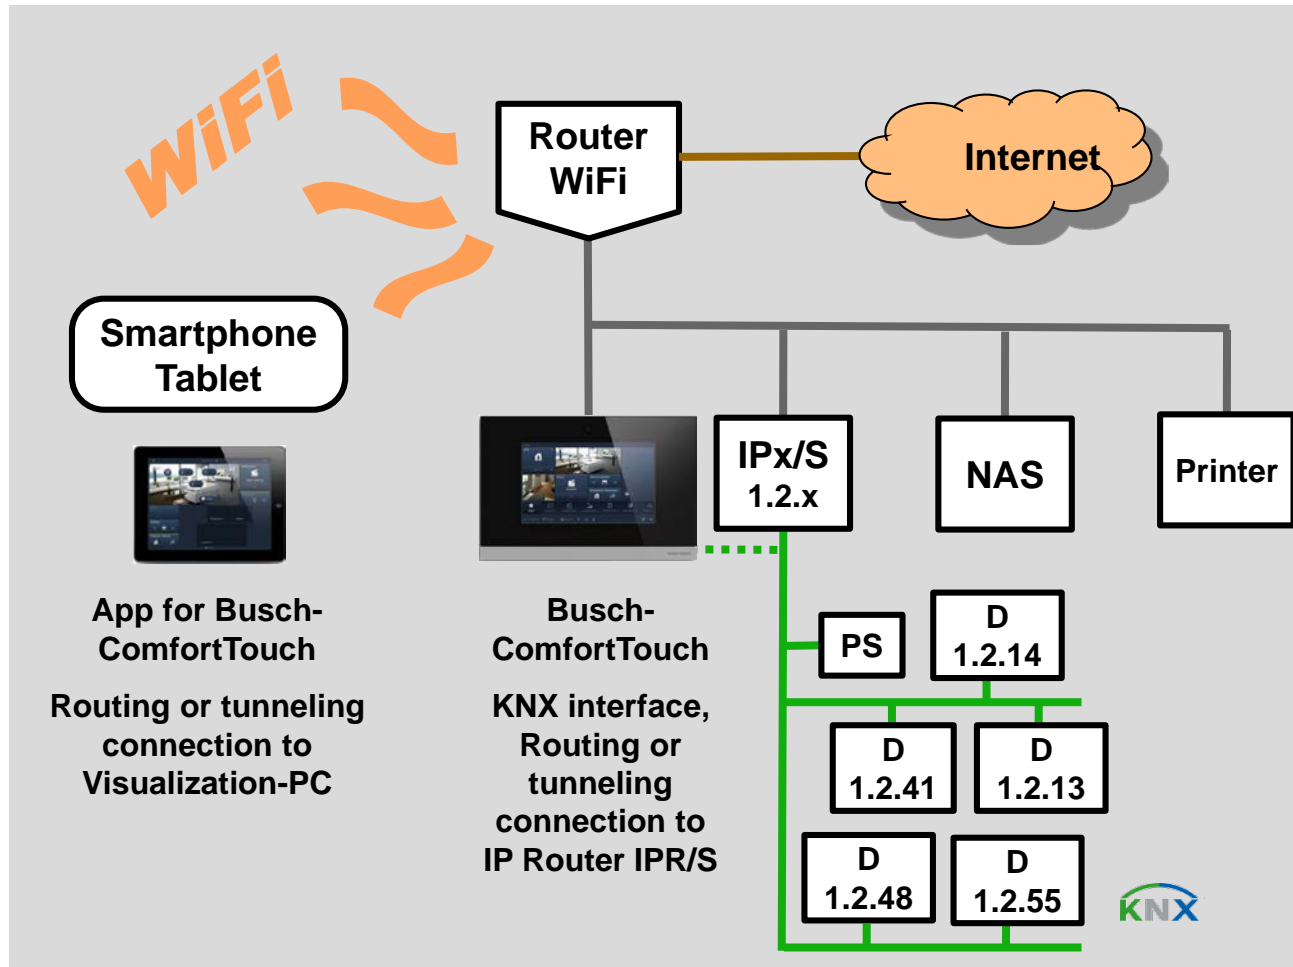 WiFi
Router
WiFi
Internet
Smartphone
Tablet
IPx/S
1.2.x
NAS
Printer
App for Busch-
ComfortTouch
Routing or tunneling
connection to
Visualization-PC
Busch-
ComfortTouch
KNX interface,
Routing or
tunneling
connection to
IP Router IPR/S
PS
D
1.2.14
D
1.2.41
D
1.2.13
D
1.2.48
D
1.2.55
KNX